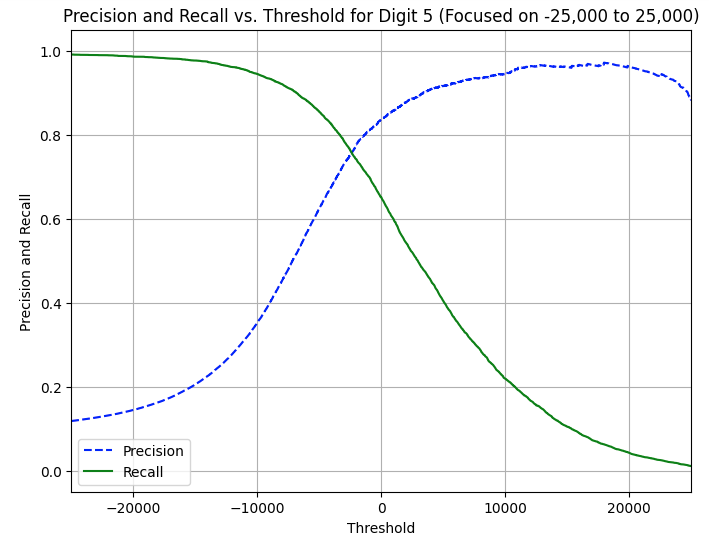 Precision and Recall vs. Threshold for Digit 5 (Focused on -25,000 to 25,000)
1.0
0.8
0.6
0.4
0.2
0.0
Precision and Recall
Precision
Recall
−20000 −10000 0 10000 20000
Threshold